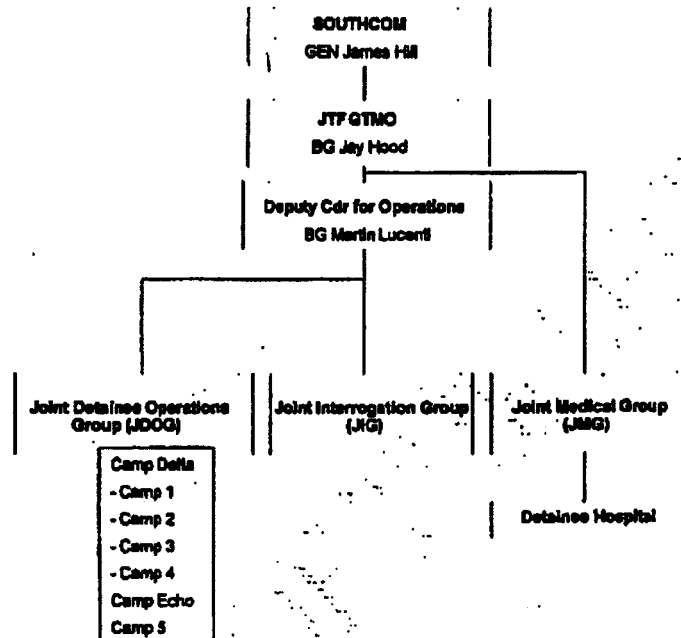 SOUTHCOM
GEN James Hill
JTF GTMO
BG Jay Hood
Deputy Cdr for Operations
BG Martin Lucenti
Joint Detainee Operations
Group (JDOG)
Joint Interrogation Group
(JIG)
Joint Medical Group
(JMG)
Camp Delta
- Camp 1
- Camp 2
- Camp 3
- Camp 4
Camp Echo
Camp 5
Detainee Hospital